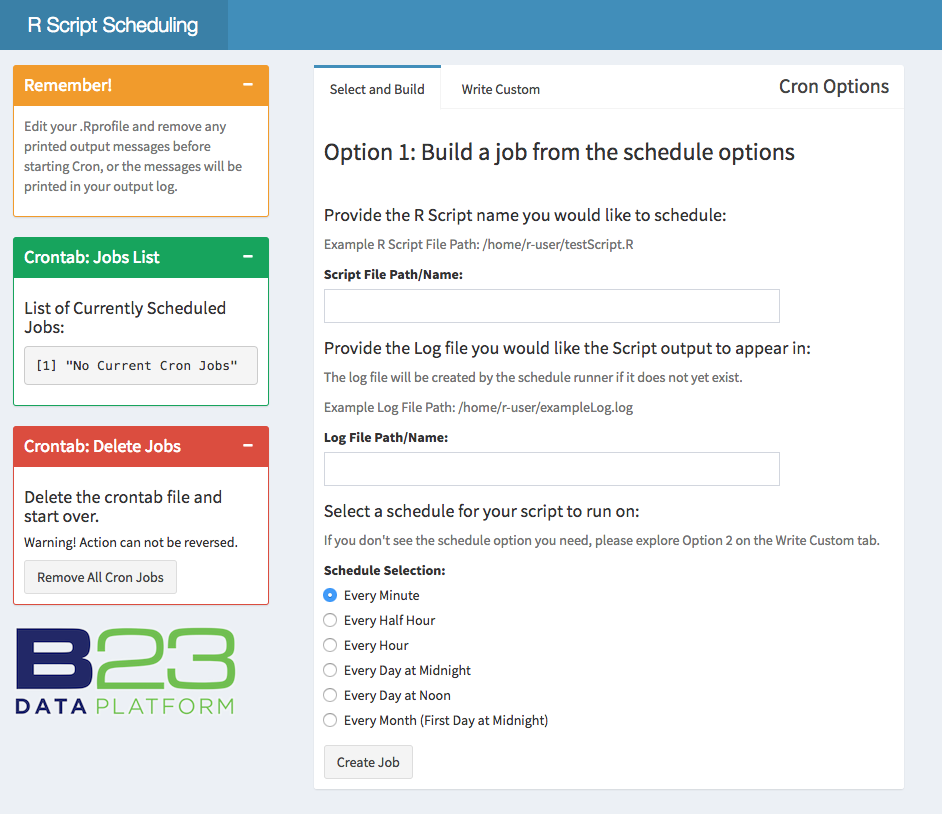 R Script Scheduling
Remember!
Edit your .Rprofile and remove any
printed output messages before
starting Cron, or the messages will be
printed in your output log.
Crontab: Jobs List
List of Currently Scheduled
Jobs:
[1] "No Current Cron Jobs"
Crontab: Delete Jobs
Delete the crontab file and
start over.
Warning! Action can not be reversed.
Remove All Cron Jobs
B23
DATA PLATFORM
Select and Build
Write Custom
Cron Options
Option 1: Build a job from the schedule options
Provide the R Script name you would like to schedule:
Example R Script File Path: /home/r-user/testScript.R
Script File Path/Name:
Provide the Log file you would like the Script output to appear in:
The log file will be created by the schedule runner if it does not yet exist.
Example Log File Path: /home/r-user/exampleLog.log
Log File Path/Name:
Select a schedule for your script to run on:
If you don't see the schedule option you need, please explore Option 2 on the Write Custom tab.
Schedule Selection:
Every Minute
Every Half Hour
Every Hour
Every Day at Midnight
Every Day at Noon
Every Month (First Day at Midnight)
Create Job